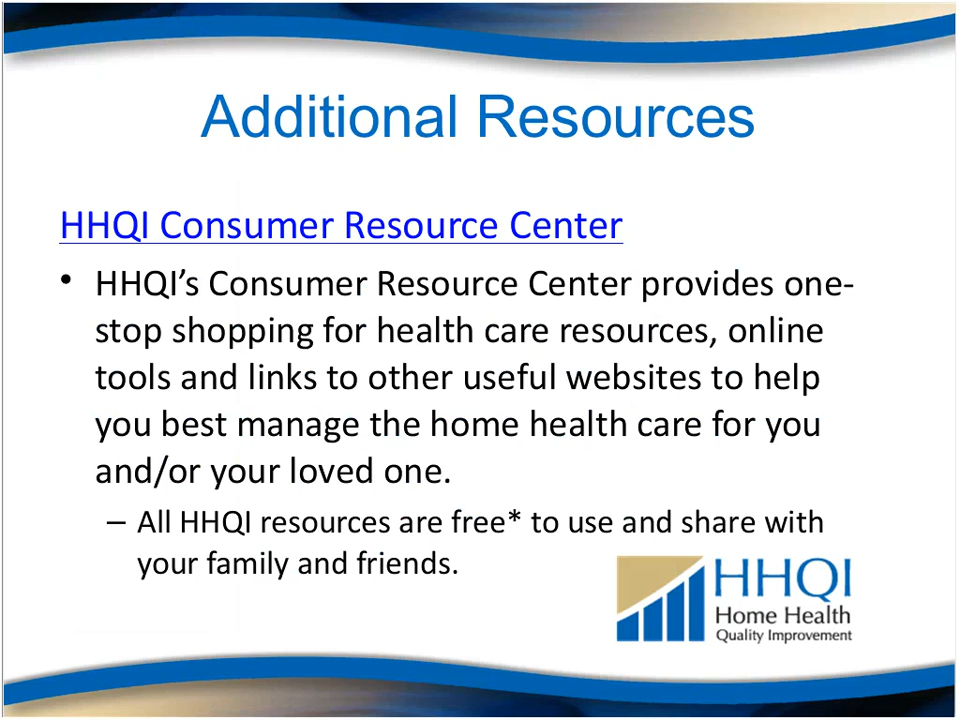 Additional Resources
HHQI Consumer Resource Center
• HHQI’s Consumer Resource Center provides one-
stop shopping for health care resources, online
tools and links to other useful websites to help
you best manage the home health care for you
and/or your loved one.
– All HHQI resources are free* to use and share with
your family and friends.
HHQI
Home Health
Quality Improvement